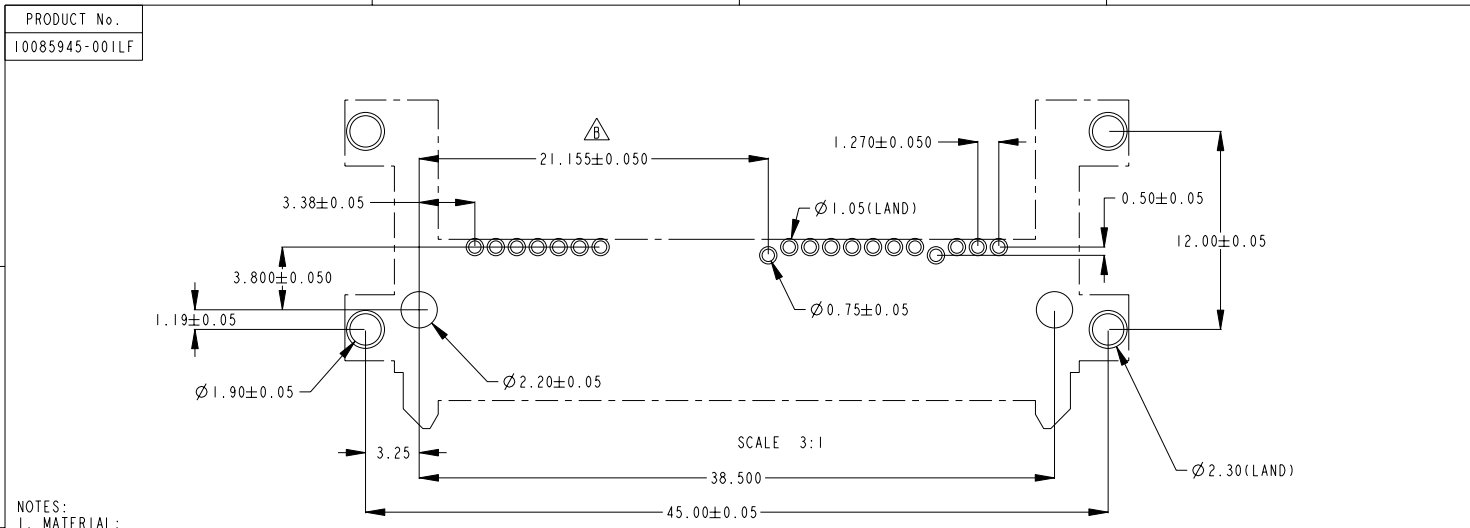 PRODUCT No.
10085945-001LF
B
21.155±0.050
1.270±0.050
3.38±0.05
Ø1.05(LAND)
0.50±0.05
12.00±0.05
3.800±0.050
1.19±0.05
Ø0.75±0.05
Ø1.90±0.05
Ø2.20±0.05
SCALE 3:1
3.25
38.500
Ø2.30(LAND)
45.00±0.05
NOTES:
1. MATERIAL: